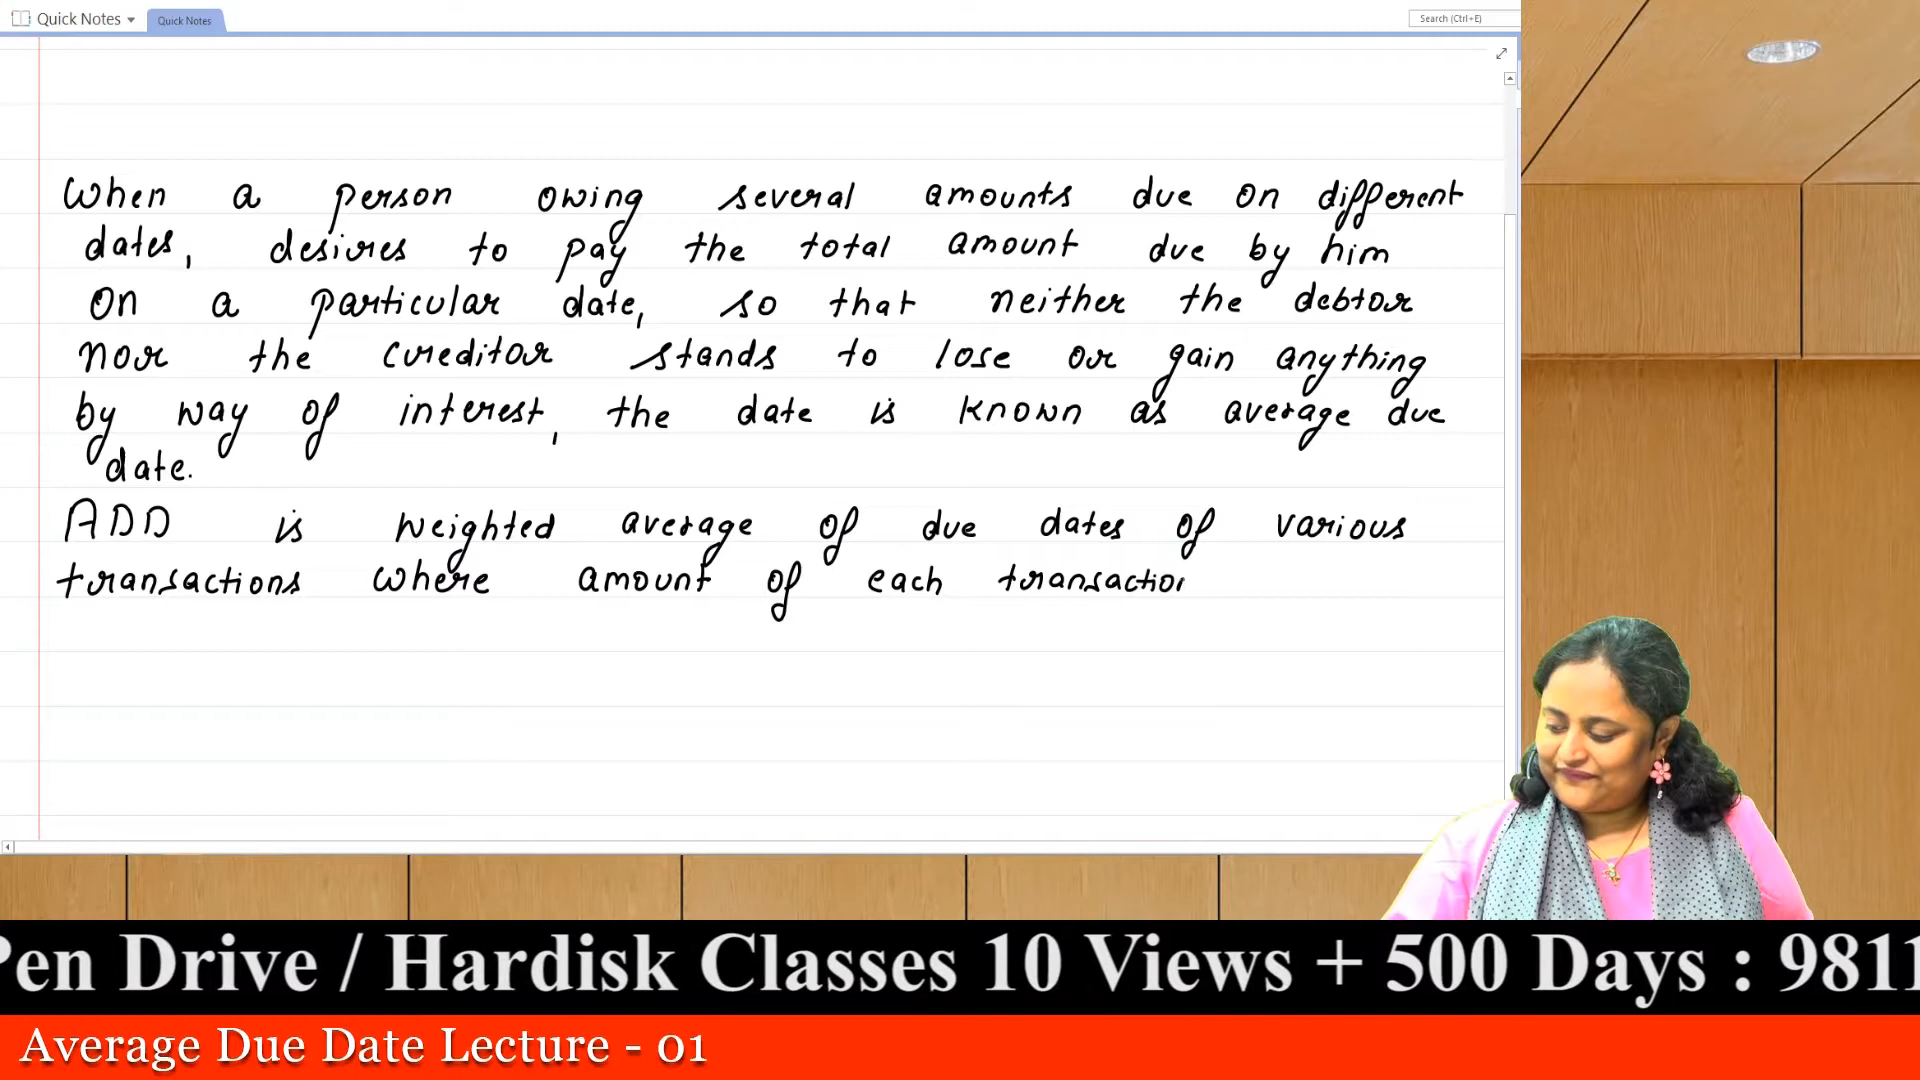 Quick Notes
Quick Notes
Search (Ctrl+E)
When a person owing several amounts due on different
dates, desires to pay the total amount due by him
on a particular date, so that neither the debtor
nor the creditor stands to lose or gain anything
by way of interest, the date is known as average due
date.
ADD is weighted average of due dates of various
transactions where amount of each transaction
Pen Drive / Hardisk Classes 10 Views + 500 Days : 9811
Average Due Date Lecture - 01